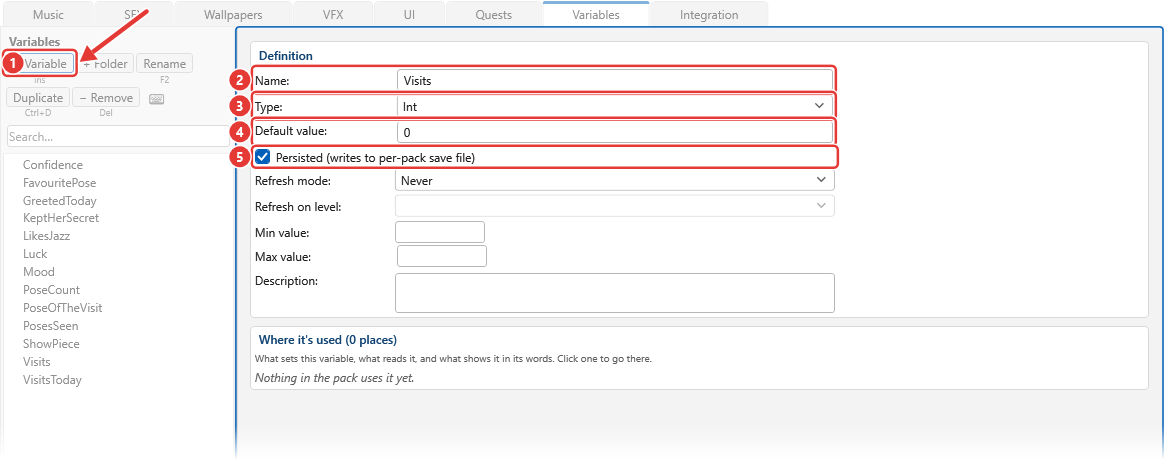 Music SFX Wallpapers VFX UI Quests Variables Integration
Variables
1 Variable + Folder Rename
Ins F2
Duplicate − Remove
Ctrl+D Del
Search...
Confidence
FavouritePose
GreetedToday
KeptHerSecret
LikesJazz
Luck
Mood
PoseCount
PoseOfTheVisit
PosesSeen
ShowPiece
Visits
VisitsToday
Definition
2 Name: Visits
3 Type: Int
4 Default value: 0
5 Persisted (writes to per-pack save file)
Refresh mode: Never
Refresh on level:
Min value:
Max value:
Description:
Where it's used (0 places)
What sets this variable, what reads it, and what shows it in its words. Click one to go there.
Nothing in the pack uses it yet.